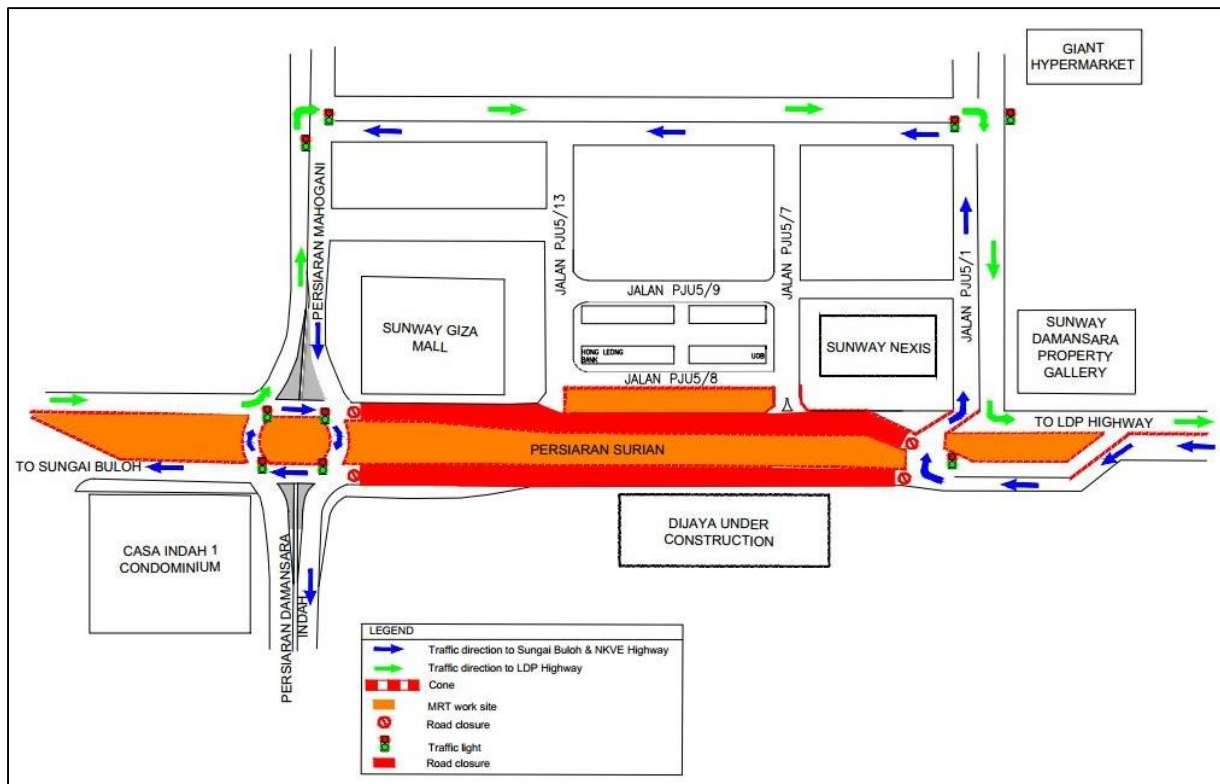 GIANT
HYPERMARKET
PERSIARAN MAHOGANI
JALAN PJU5/13
JALAN PJU5/7
JALAN PJU5/1
JALAN PJU5/9
SUNWAY GIZA
MALL
HONG LEONG
BANK
UOB
SUNWAY NEXIS
SUNWAY
DAMANSARA
PROPERTY
GALLERY
JALAN PJU5/8
TO LDP HIGHWAY
PERSIARAN SURIAN
TO SUNGAI BULOH
DIJAYA UNDER
CONSTRUCTION
CASA INDAH 1
CONDOMINIUM
PERSIARAN DAMANSARA
INDAH
LEGEND
Traffic direction to Sungai Buloh & NKVE Highway
Traffic direction to LDP Highway
Cone
MRT work site
Road closure
Traffic light
Road closure